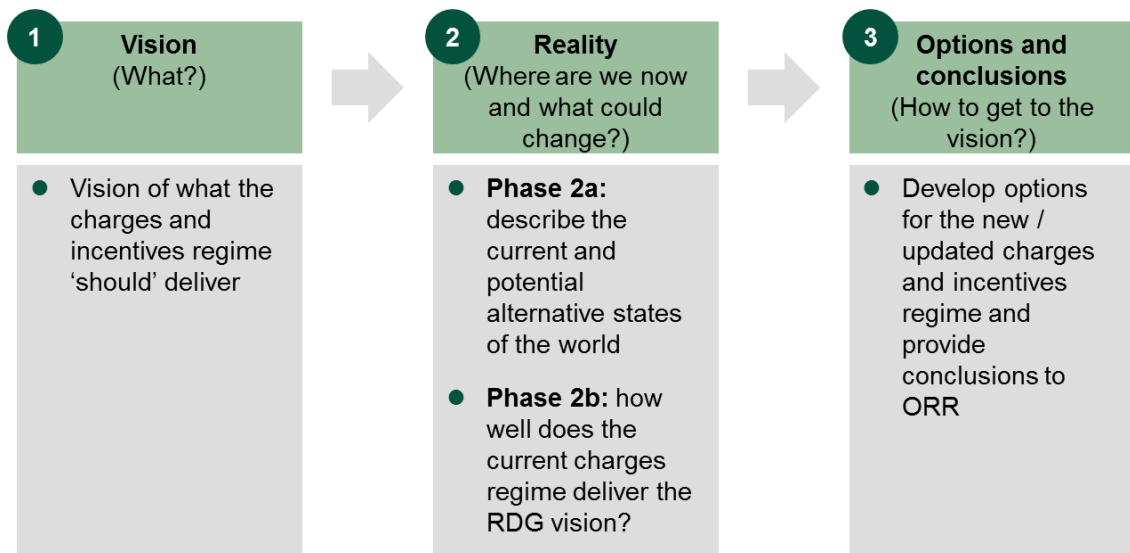 1
Vision
(What?)
Vision of what the
charges and
incentives regime
‘should’ deliver
2
Reality
(Where are we now
and what could
change?)
Phase 2a:
describe the
current and
potential
alternative states
of the world
Phase 2b: how
well does the
current charges
regime deliver the
RDG vision?
3
Options and
conclusions
(How to get to the
vision?)
Develop options
for the new /
updated charges
and incentives
regime and
provide
conclusions to
ORR